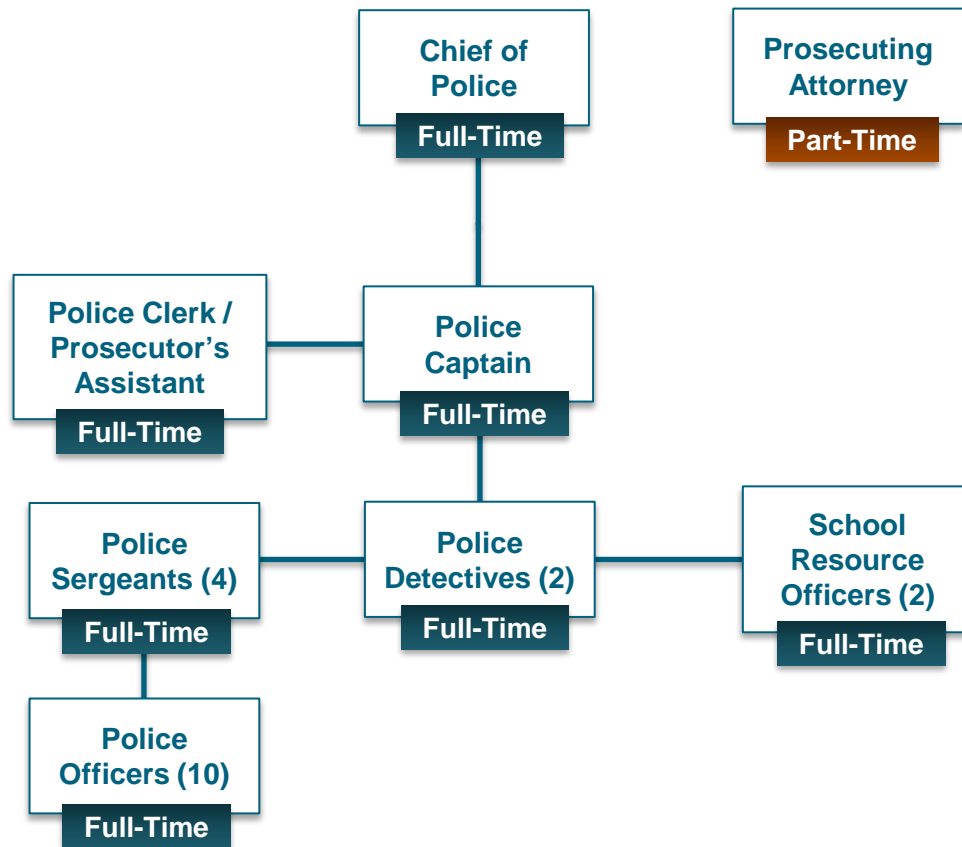 Chief of
Police
Full-Time
Prosecuting
Attorney
Part-Time
Police Clerk /
Prosecutor’s
Assistant
Full-Time
Police
Captain
Full-Time
Police
Sergeants (4)
Full-Time
Police
Detectives (2)
Full-Time
School
Resource
Officers (2)
Full-Time
Police
Officers (10)
Full-Time